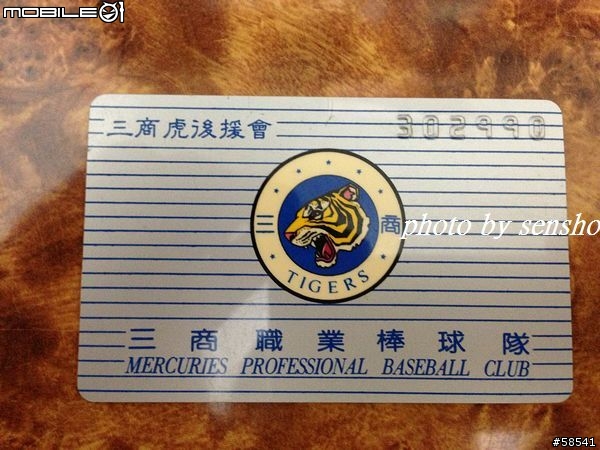 MOBILE01
三商虎後援會
三 商
TIGERS
photo by sensho
三商職業棒球隊
MERCURIES PROFESSIONAL BASEBALL CLUB
#58541